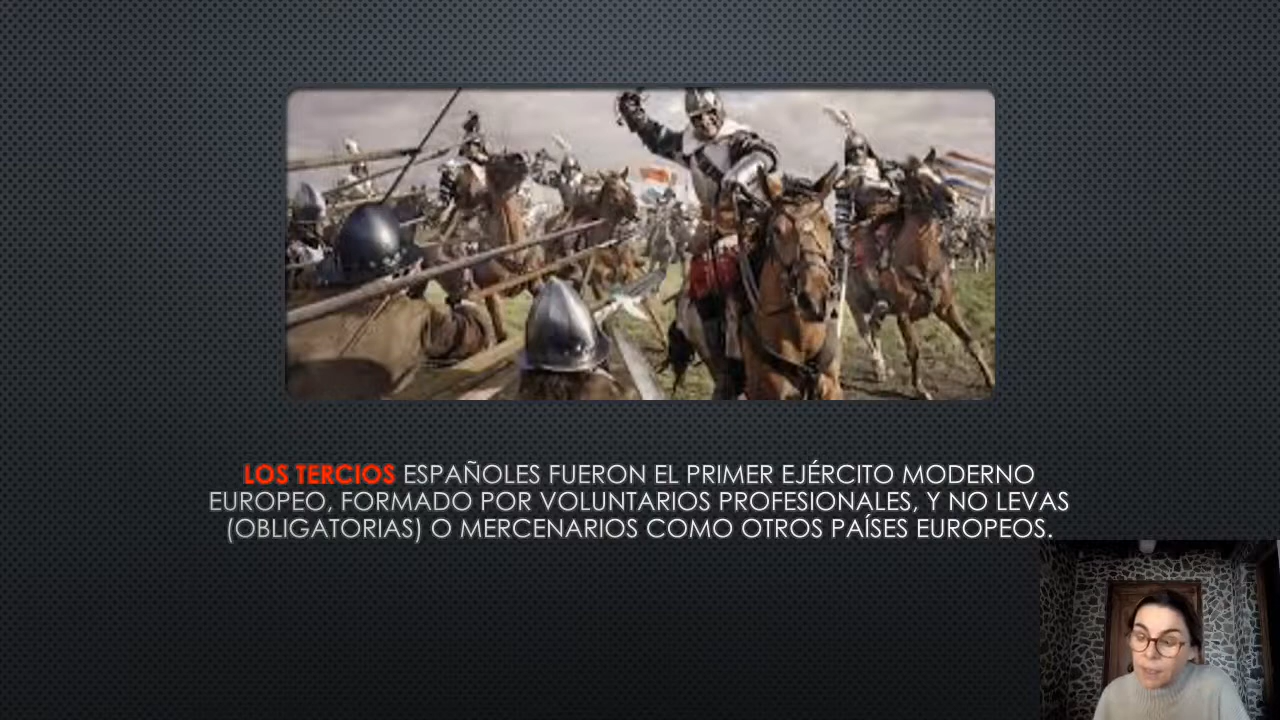 LOS TERCIOS ESPAÑOLES FUERON EL PRIMER EJÉRCITO MODERNO
EUROPEO, FORMADO POR VOLUNTARIOS PROFESIONALES, Y NO LEVAS
(OBLIGATORIAS) O MERCENARIOS COMO OTROS PAÍSES EUROPEOS.